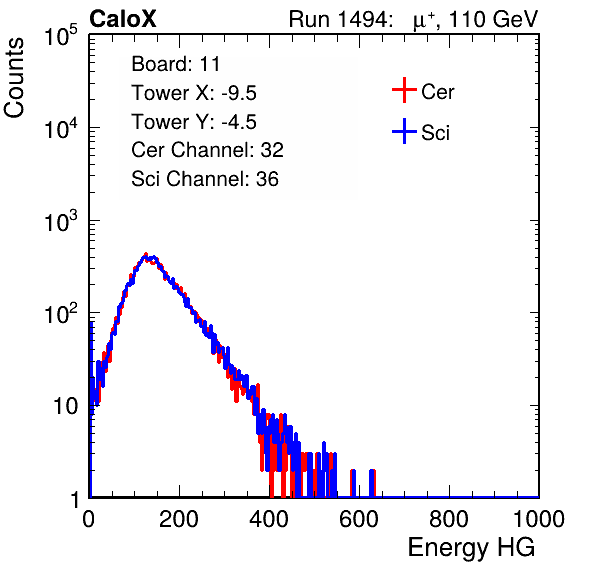 CaloX Run 1494: μ⁺, 110 GeV
Counts
10⁵
10⁴
10³
10²
10
1
Board: 11
Tower X: -9.5
Tower Y: -4.5
Cer Channel: 32
Sci Channel: 36
Cer
Sci
0 200 400 600 800 1000
Energy HG